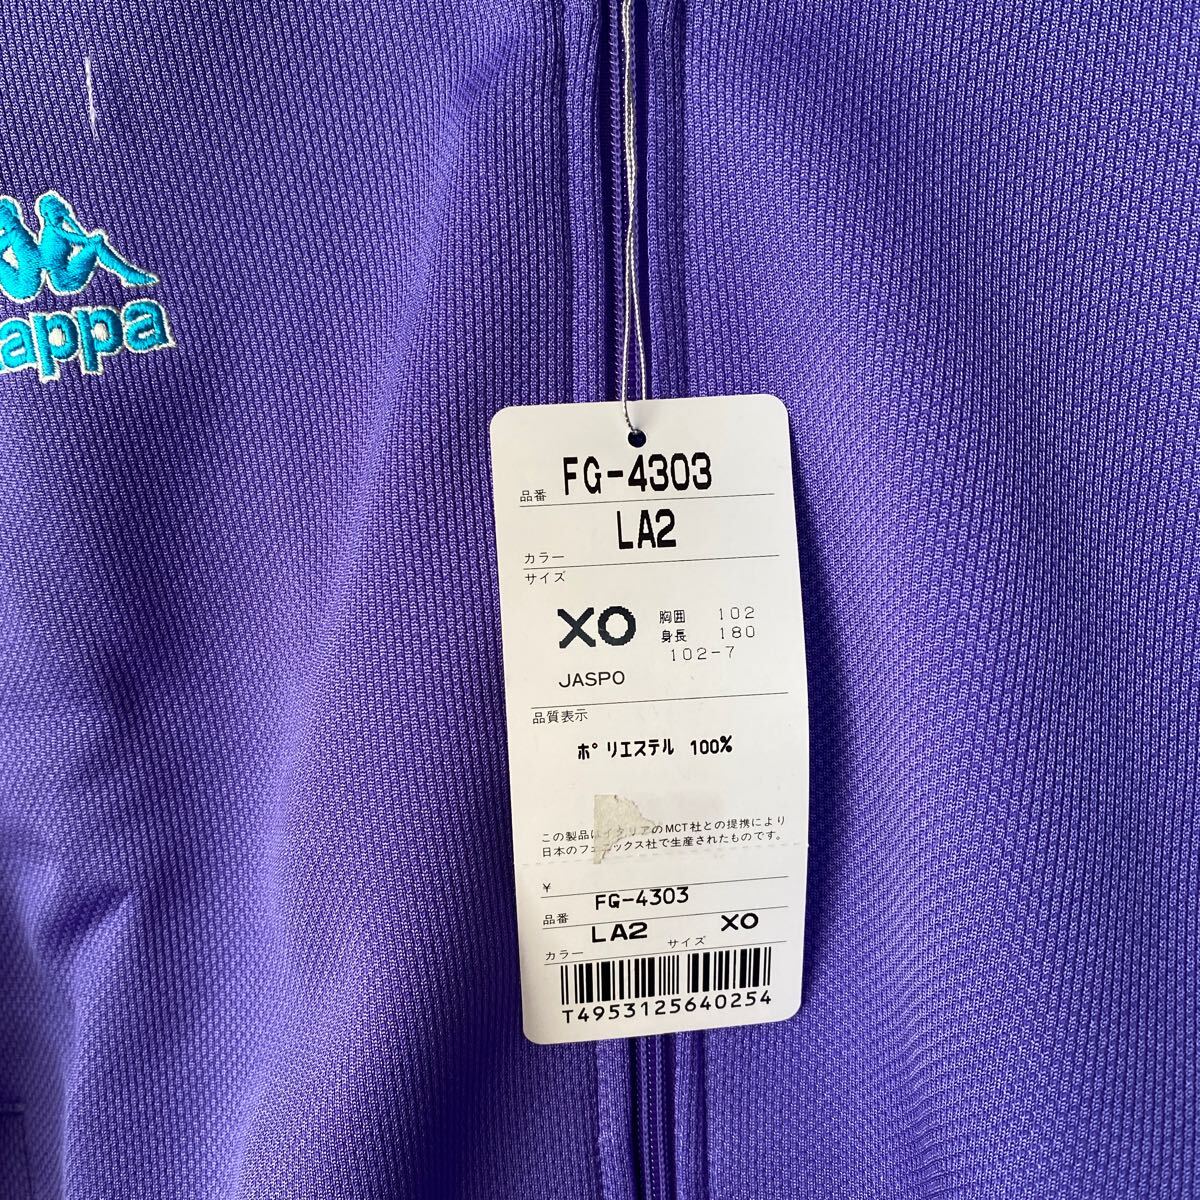 appa
品番 FG-4303
カラー LA2
サイズ
XO 胸囲 102
身長 180
102-7
JASPO
品質表示
ポリエステル 100%
この製品はイタリアのMCT社との提携により
日本のフェニックス社で生産されたものです。
¥
品番 FG-4303
カラー LA2 サイズ XO
T4953125640254